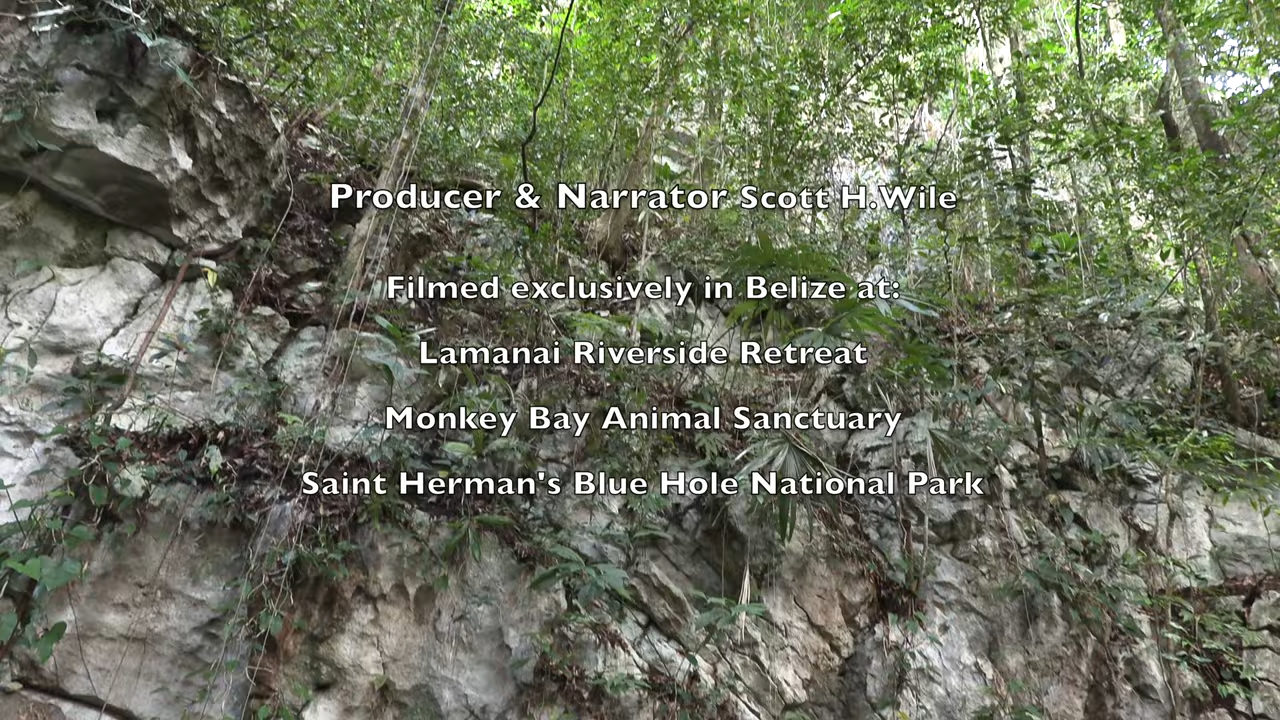 Producer & Narrator Scott H.Wile
Filmed exclusively in Belize at:
Lamanai Riverside Retreat
Monkey Bay Animal Sanctuary
Saint Herman's Blue Hole National Park